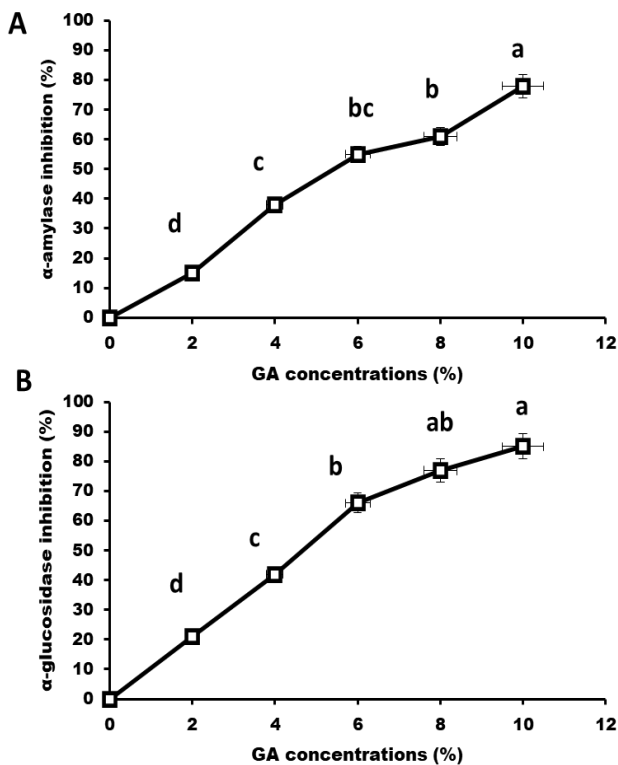 A
α-amylase inhibition (%)
100
90
80
70
60
50
40
30
20
10
0
d
c
bc
b
a
0 2 4 6 8 10 12
GA concentrations (%)
B
α-glucosidase inhibition (%)
100
90
80
70
60
50
40
30
20
10
0
d
c
b
ab
a
0 2 4 6 8 10 12
GA concentrations (%)